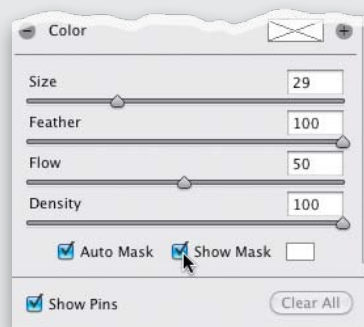 Color
Size 29
Feather 100
Flow 50
Density 100
Auto Mask Show Mask
Show Pins Clear All